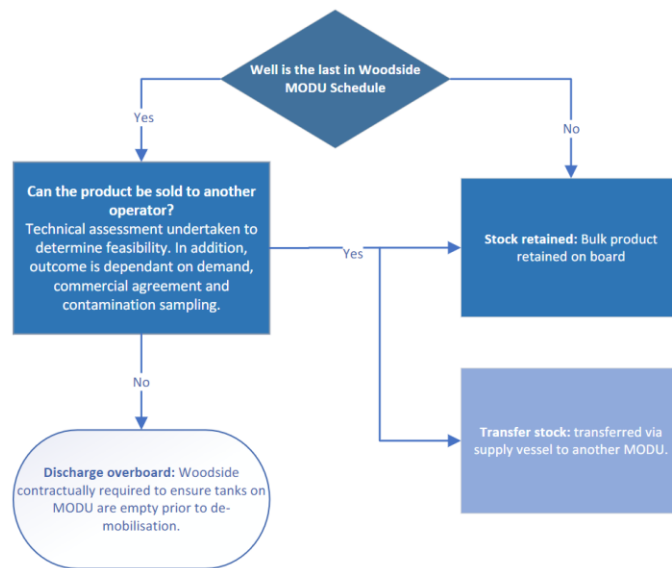 Well is the last in Woodside
MODU Schedule
Yes
No
Can the product be sold to another
operator?
Technical assessment undertaken to
determine feasibility. In addition,
outcome is dependant on demand,
commercial agreement and
contamination sampling.
Yes
Stock retained: Bulk product
retained on board
No
Transfer stock: transferred via
supply vessel to another MODU.
Discharge overboard: Woodside
contractually required to ensure tanks on
MODU are empty prior to de-
mobilisation.